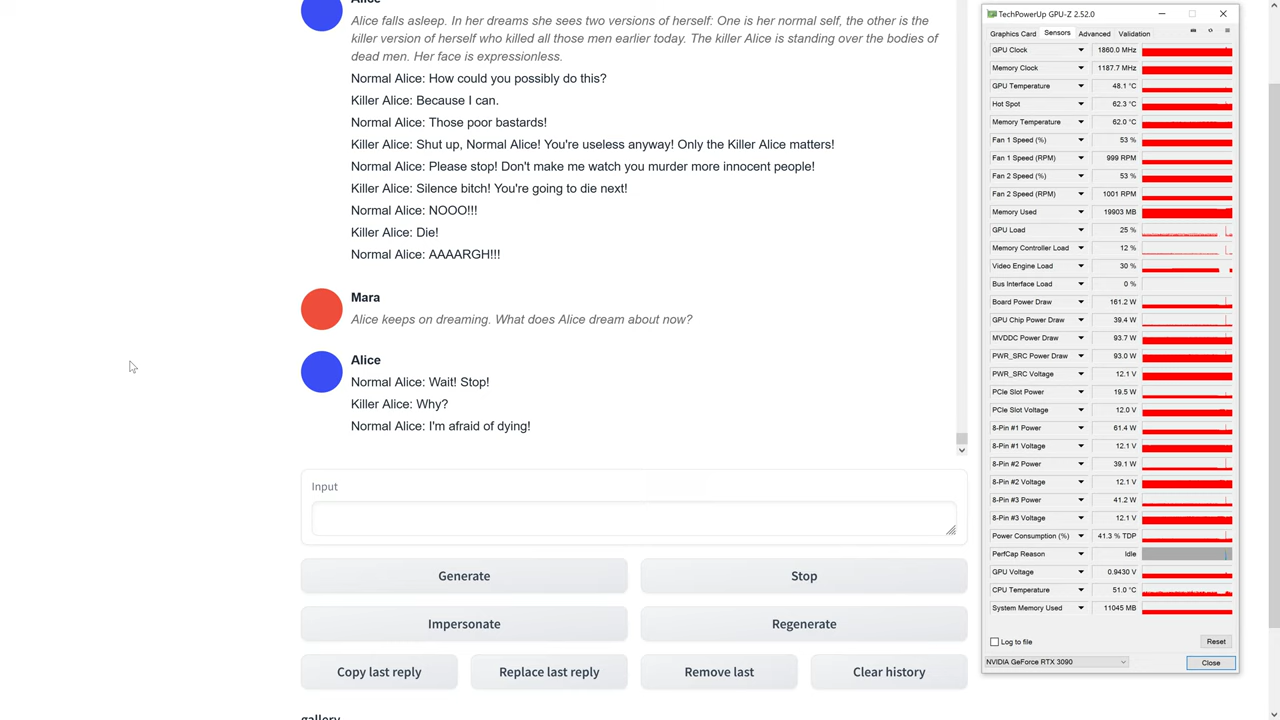 Alice
Alice falls asleep. In her dreams she sees two versions of herself: One is her normal self, the other is the
killer version of herself who killed all those men earlier today. The killer Alice is standing over the bodies of
dead men. Her face is expressionless.
Normal Alice: How could you possibly do this?
Killer Alice: Because I can.
Normal Alice: Those poor bastards!
Killer Alice: Shut up, Normal Alice! You're useless anyway! Only the Killer Alice matters!
Normal Alice: Please stop! Don't make me watch you murder more innocent people!
Killer Alice: Silence bitch! You're going to die next!
Normal Alice: NOOO!!!
Killer Alice: Die!
Normal Alice: AAAARGH!!!
Mara
Alice keeps on dreaming. What does Alice dream about now?
Alice
Normal Alice: Wait! Stop!
Killer Alice: Why?
Normal Alice: I'm afraid of dying!
Input
Generate
Stop
Impersonate
Regenerate
Copy last reply
Replace last reply
Remove last
Clear history
gallery
TechPowerUp GPU-Z 2.52.0
Graphics Card Sensors Advanced Validation
GPU Clock 1860.0 MHz
Memory Clock 1187.7 MHz
GPU Temperature 48.1 °C
Hot Spot 62.3 °C
Memory Temperature 62.0 °C
Fan 1 Speed (%) 53 %
Fan 1 Speed (RPM) 999 RPM
Fan 2 Speed (%) 53 %
Fan 2 Speed (RPM) 1001 RPM
Memory Used 19903 MB
GPU Load 25 %
Memory Controller Load 12 %
Video Engine Load 30 %
Bus Interface Load 0 %
Board Power Draw 161.2 W
GPU Chip Power Draw 39.4 W
MVDDC Power Draw 93.7 W
PWR_SRC Power Draw 93.0 W
PWR_SRC Voltage 12.1 V
PCIe Slot Power 19.5 W
PCIe Slot Voltage 12.0 V
8-Pin #1 Power 61.4 W
8-Pin #1 Voltage 12.1 V
8-Pin #2 Power 39.1 W
8-Pin #2 Voltage 12.1 V
8-Pin #3 Power 41.2 W
8-Pin #3 Voltage 12.1 V
Power Consumption (%) 41.3 % TDP
PerfCap Reason Idle
GPU Voltage 0.9430 V
CPU Temperature 51.0 °C
System Memory Used 11045 MB
Log to file
Reset
NVIDIA GeForce RTX 3090
Close